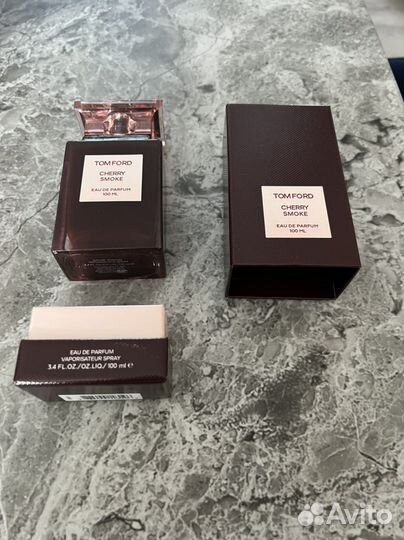 TOM FORD
CHERRY
SMOKE
EAU DE PARFUM
100 ML
TOM FORD
CHERRY
SMOKE
EAU DE PARFUM
100 ML
EAU DE PARFUM
VAPORISATEUR SPRAY
3.4 FL.OZ./OZ.LIQ./100 ml ℮
Avito